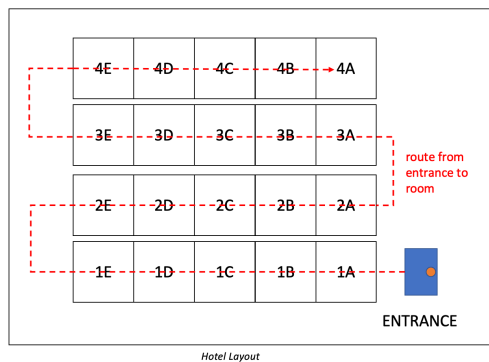 4E 4D 4C 4B 4A
3E 3D 3C 3B 3A
route from
entrance to
room
2E 2D 2C 2B 2A
1E 1D 1C 1B 1A
ENTRANCE
Hotel Layout